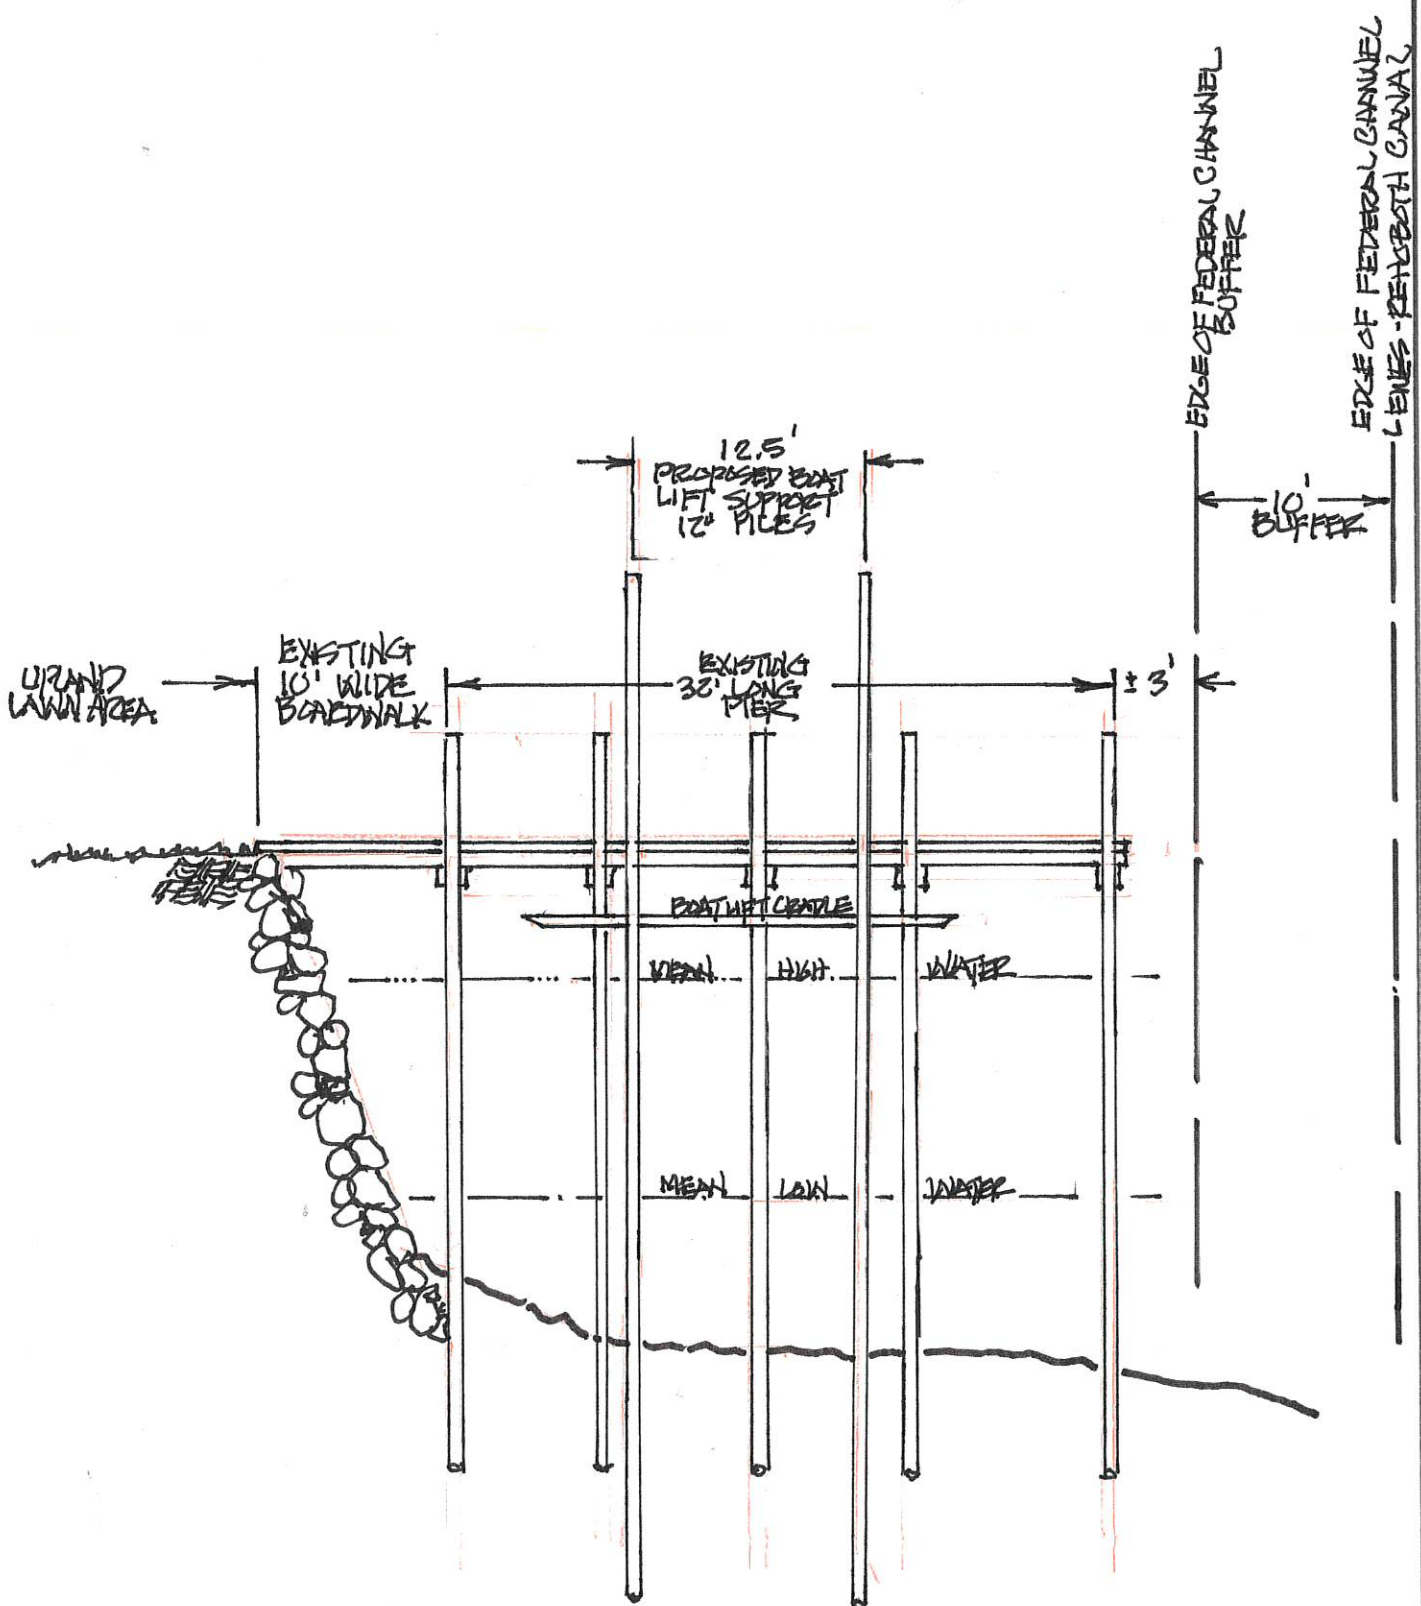 EDGE OF FEDERAL CHANNEL
BUFFER
EDGE OF FEDERAL CHANNEL
LEWES-REHOBOTH CANAL
12.5'
PROPOSED BOAT
LIFT SUPPORT
12" PILES
10'
BUFFER
UPLAND
LAWN AREA
EXISTING
10' WIDE
BOARDWALK
EXISTING
32' LONG
PIER
± 3'
BOAT LIFT CRADLE
MEAN HIGH WATER
MEAN LOW WATER